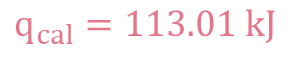 q_cal = 113.01 kJ